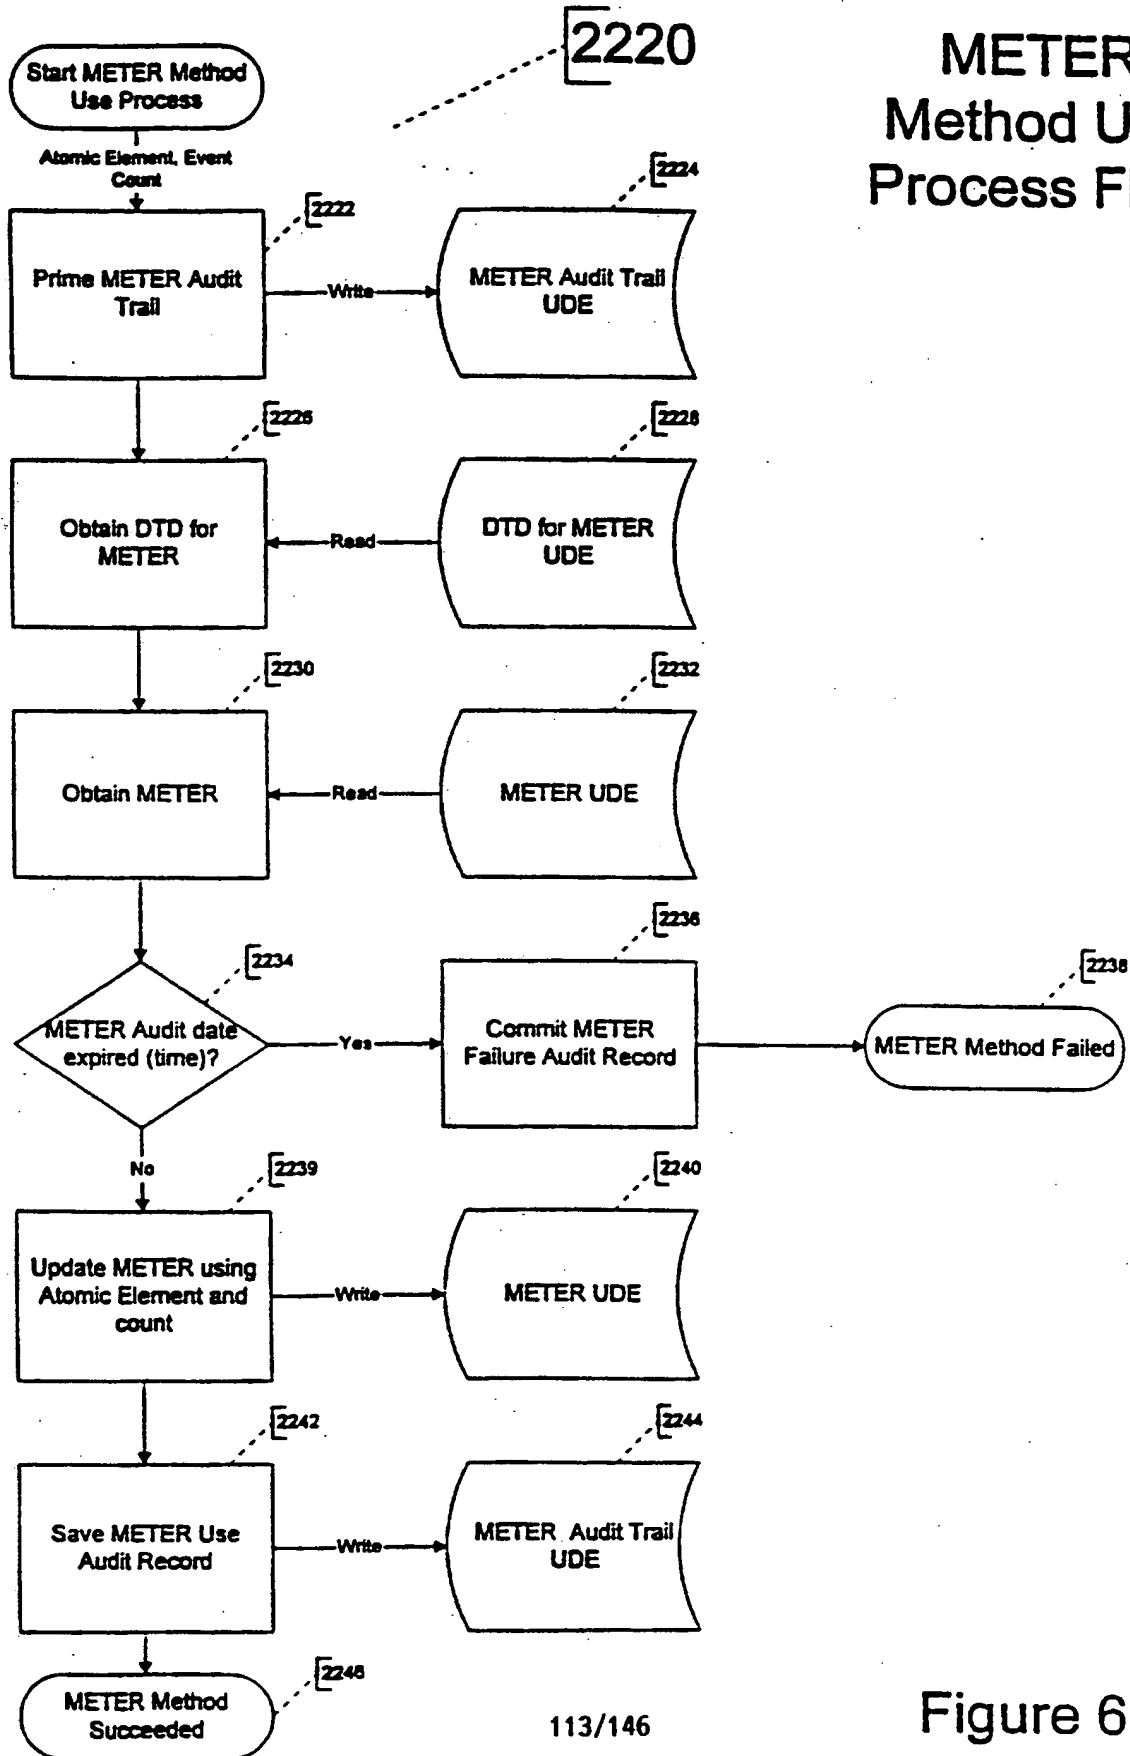 2220
METER
Method U
Process F
Start METER Method
Use Process
Atomic Element, Event
Count
2222
2224
Prime METER Audit
Trail
Write
METER Audit Trail
UDE
2226
2228
Obtain DTD for
METER
Read
DTD for METER
UDE
2230
2232
Obtain METER
Read
METER UDE
2234
2236
2238
METER Audit date
expired (time)?
Yes
Commit METER
Failure Audit Record
METER Method Failed
No
2239
2240
Update METER using
Atomic Element and
count
Write
METER UDE
2242
2244
Save METER Use
Audit Record
Write
METER Audit Trail
UDE
2246
METER Method
Succeeded
113/146
Figure 6